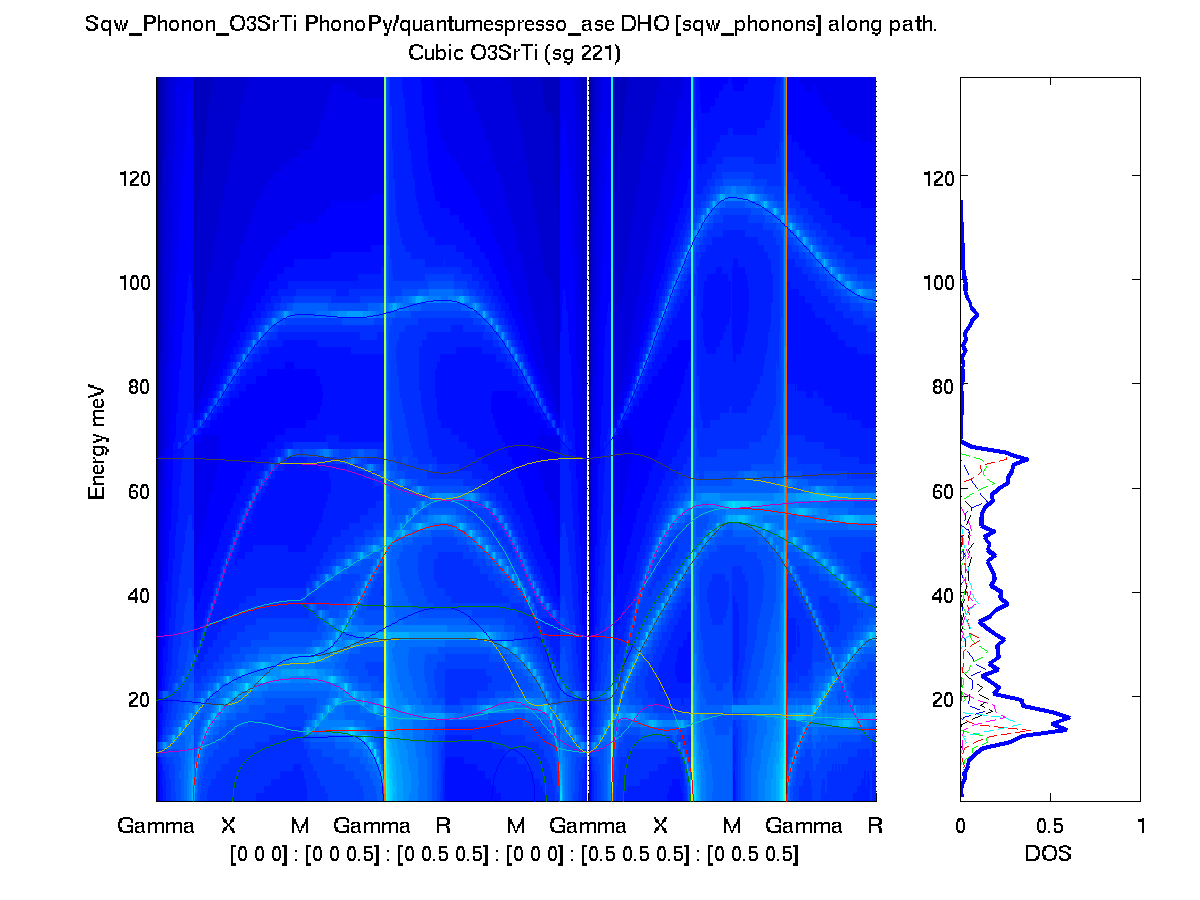 Sqw_Phonon_O3SrTi PhonoPy/quantumespresso_ase DHO [sqw_phonons] along path.
Cubic O3SrTi (sg 221)
120
100
80
60
40
20
Energy meV
Gamma X M Gamma R M Gamma X M Gamma R
[0 0 0] : [0 0 0.5] : [0 0.5 0.5] : [0 0 0] : [0.5 0.5 0.5] : [0 0.5 0.5]
120
100
80
60
40
20
0 0.5 1
DOS